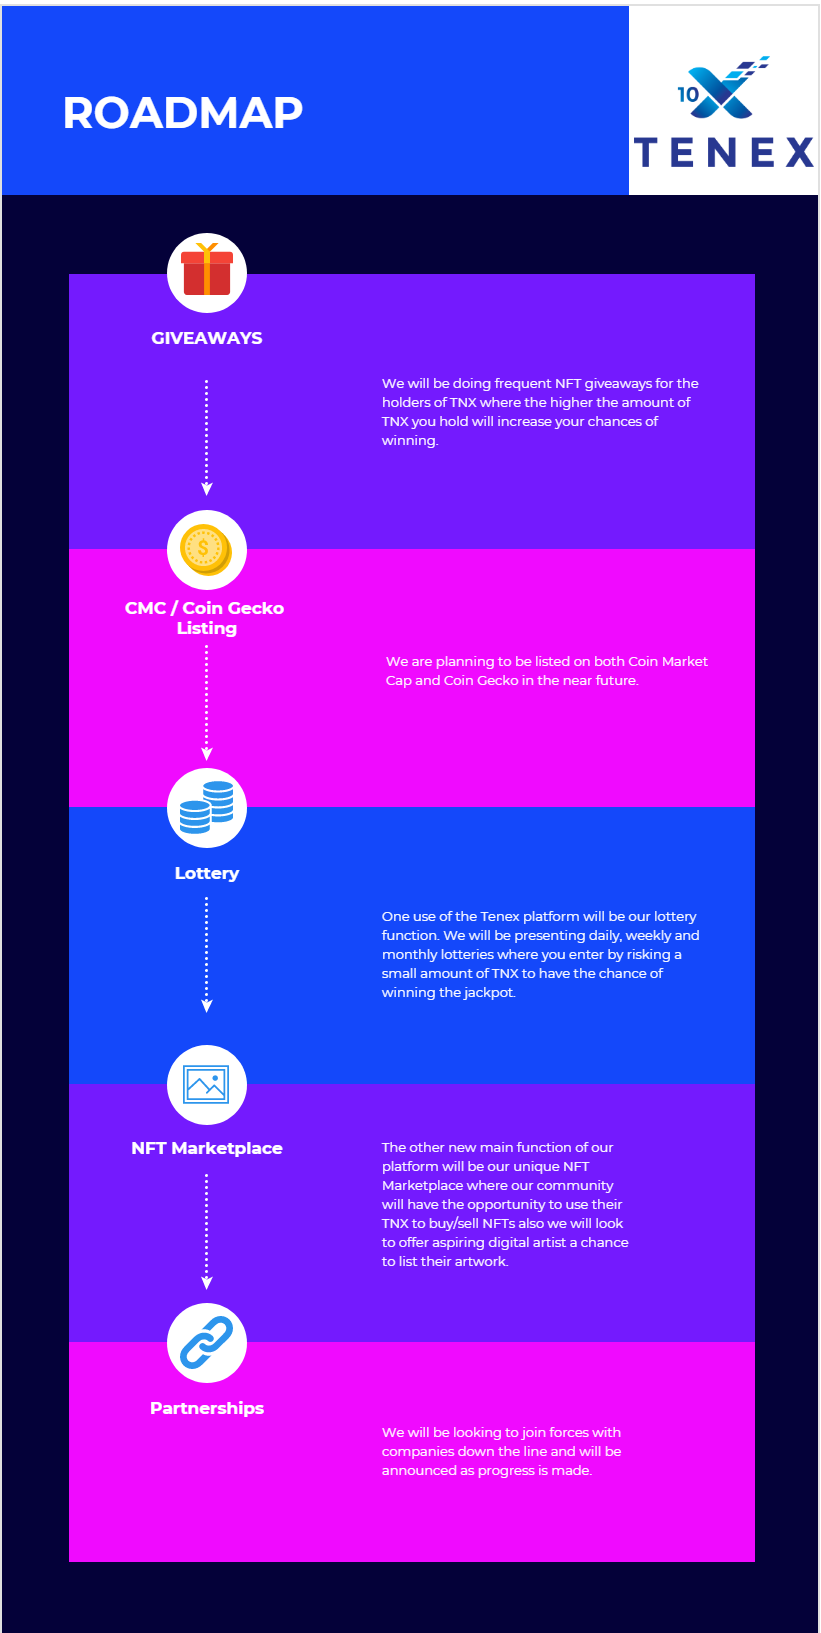 ROADMAP
10
TENEX
GIVEAWAYS
We will be doing frequent NFT giveaways for the
holders of TNX where the higher the amount of
TNX you hold will increase your chances of
winning.
$
CMC / Coin Gecko
Listing
We are planning to be listed on both Coin Market
Cap and Coin Gecko in the near future.
Lottery
One use of the Tenex platform will be our lottery
function. We will be presenting daily, weekly and
monthly lotteries where you enter by risking a
small amount of TNX to have the chance of
winning the jackpot.
NFT Marketplace
The other new main function of our
platform will be our unique NFT
Marketplace where our community
will have the opportunity to use their
TNX to buy/sell NFTs also we will look
to offer aspiring digital artist a chance
to list their artwork.
Partnerships
We will be looking to join forces with
companies down the line and will be
announced as progress is made.